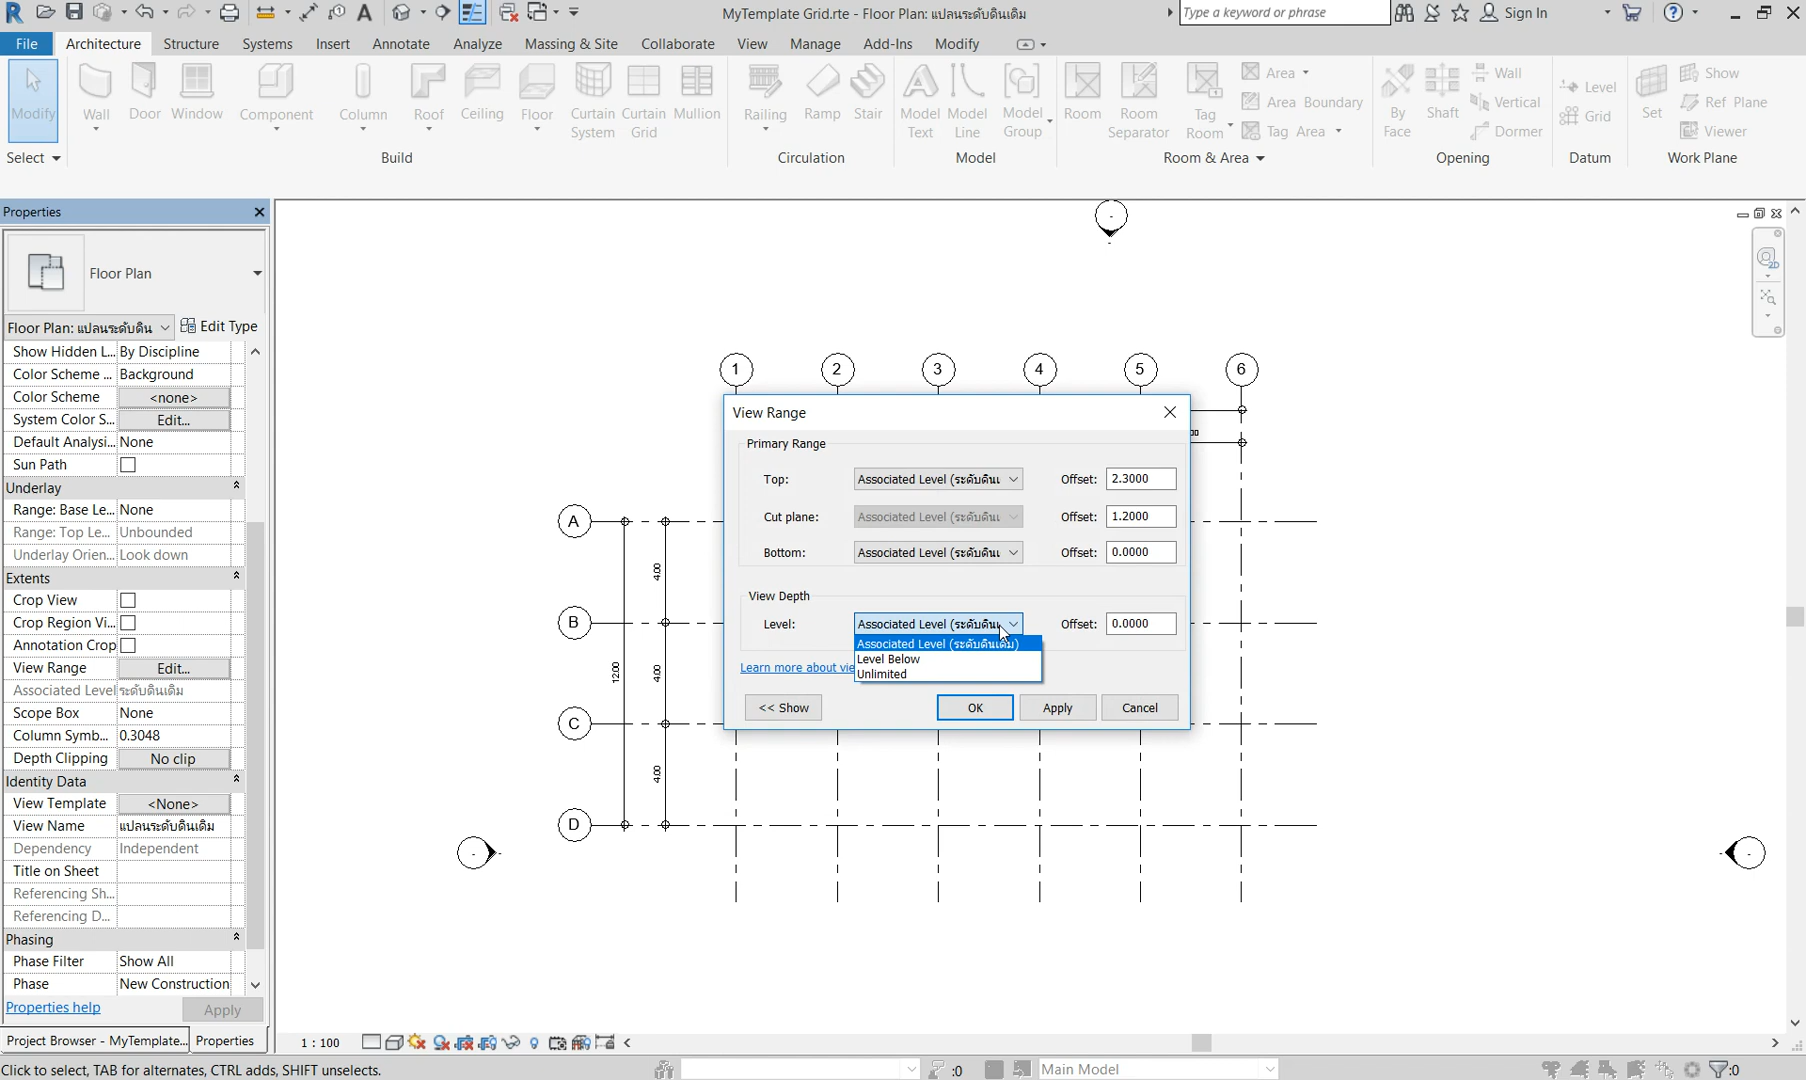 MyTemplate Grid.rte - Floor Plan: แปลนระดับดินเดิม
Type a keyword or phrase
Sign In
File Architecture Structure Systems Insert Annotate Analyze Massing & Site Collaborate View Manage Add-Ins Modify
Modify
Wall
Door
Window
Component
Column
Roof
Ceiling
Floor
Curtain System
Curtain Grid
Mullion
Railing
Ramp
Stair
Model Text
Model Line
Model Group
Room
Room Separator
Tag Room
Area
Area Boundary
Tag Area
By Face
Shaft
Wall
Vertical
Dormer
Level
Grid
Set
Show
Ref Plane
Viewer
Select
Build
Circulation
Model
Room & Area
Opening
Datum
Work Plane
Properties
Floor Plan
Floor Plan: แปลนระดับดิน
Edit Type
Show Hidden L... By Discipline
Color Scheme ... Background
Color Scheme <none>
System Color S... Edit...
Default Analysi... None
Sun Path
Underlay
Range: Base Le... None
Range: Top Le... Unbounded
Underlay Orien... Look down
Extents
Crop View
Crop Region Vi...
Annotation Crop
View Range Edit...
Associated Level ระดับดินเดิม
Scope Box None
Column Symb... 0.3048
Depth Clipping No clip
Identity Data
View Template <None>
View Name แปลนระดับดินเดิม
Dependency Independent
Title on Sheet
Referencing Sh...
Referencing D...
Phasing
Phase Filter Show All
Phase New Construction
Properties help
Apply
Project Browser - MyTemplate...
Properties
1 2 3 4 5 6
A
B
C
D
4.00
4.00
4.00
12.00
View Range
Primary Range
Top: Associated Level (ระดับดินเ Offset: 2.3000
Cut plane: Associated Level (ระดับดินเ Offset: 1.2000
Bottom: Associated Level (ระดับดินเ Offset: 0.0000
View Depth
Level: Associated Level (ระดับดินเ Offset: 0.0000
Associated Level (ระดับดินเดิม)
Level Below
Unlimited
Learn more about vie
<< Show
OK
Apply
Cancel
1 : 100
Click to select, TAB for alternates, CTRL adds, SHIFT unselects.
:0
Main Model
:0